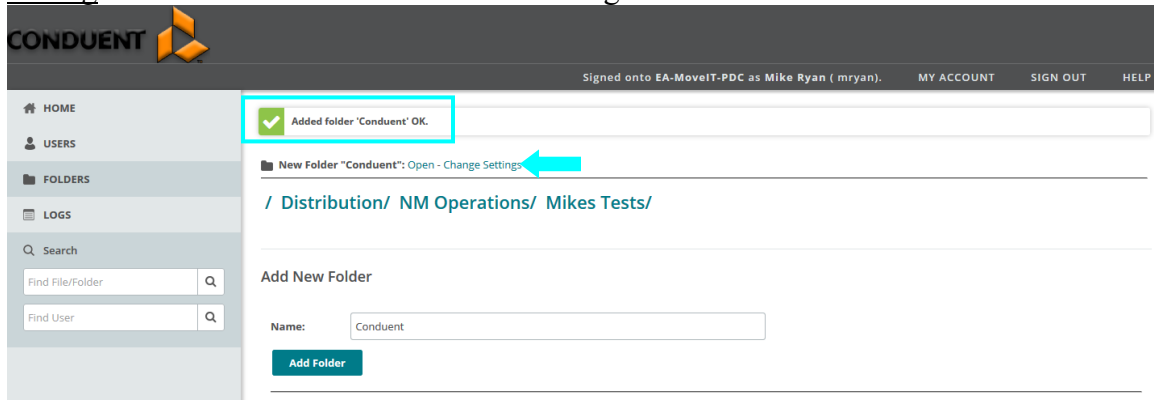 CONDUENT
Signed onto EA-MoveIT-PDC as Mike Ryan ( mryan). MY ACCOUNT SIGN OUT HELP
HOME
USERS
FOLDERS
LOGS
Search
Find File/Folder
Find User
Added folder 'Conduent' OK.
New Folder "Conduent": Open - Change Settings
/ Distribution/ NM Operations/ Mikes Tests/
Add New Folder
Name: Conduent
Add Folder